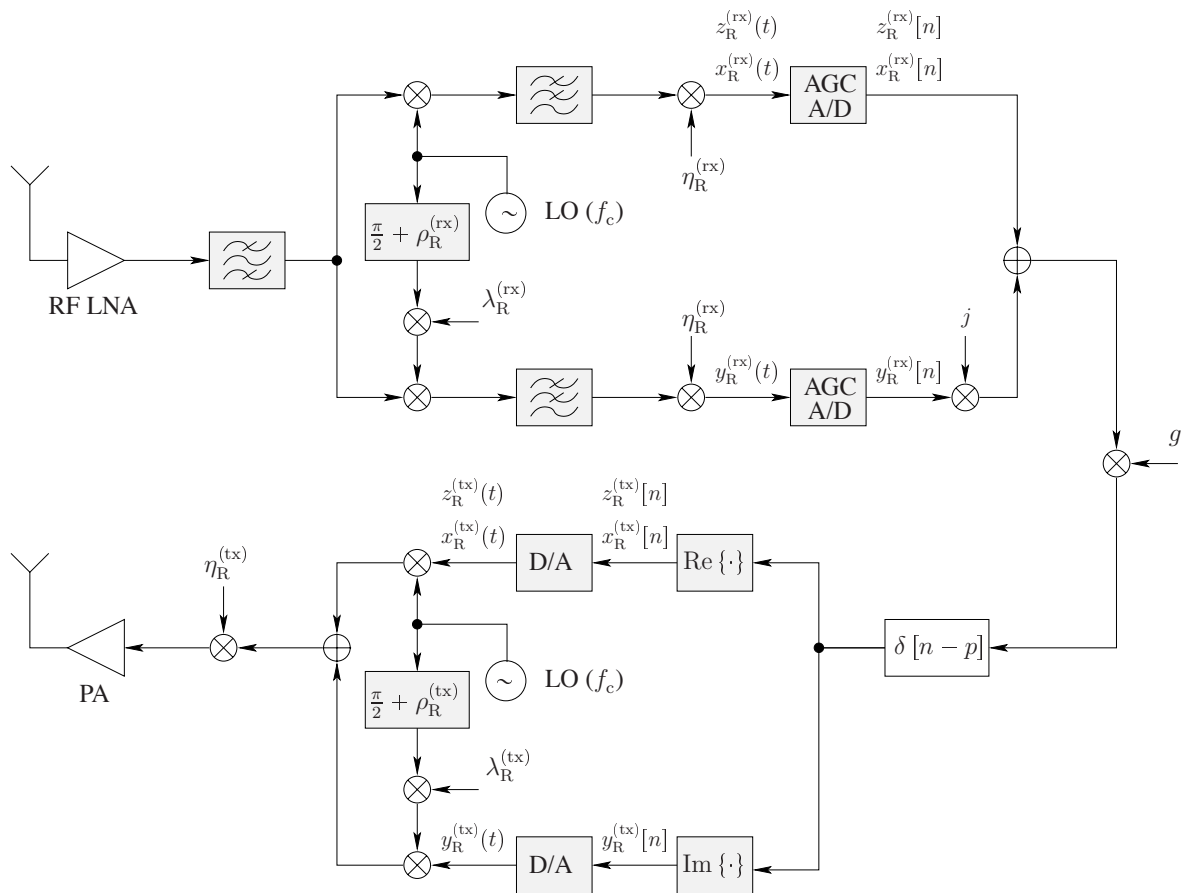 z_R^(rx)(t)
z_R^(rx)[n]
x_R^(rx)(t)
x_R^(rx)[n]
AGC
A/D
η_R^(rx)
LO (f_c)
π/2 + ρ_R^(rx)
RF LNA
λ_R^(rx)
η_R^(rx)
j
y_R^(rx)(t)
y_R^(rx)[n]
AGC
A/D
g
z_R^(tx)(t)
z_R^(tx)[n]
x_R^(tx)(t)
x_R^(tx)[n]
D/A
Re {·}
η_R^(tx)
δ [n − p]
LO (f_c)
PA
π/2 + ρ_R^(tx)
λ_R^(tx)
y_R^(tx)(t)
y_R^(tx)[n]
D/A
Im {·}